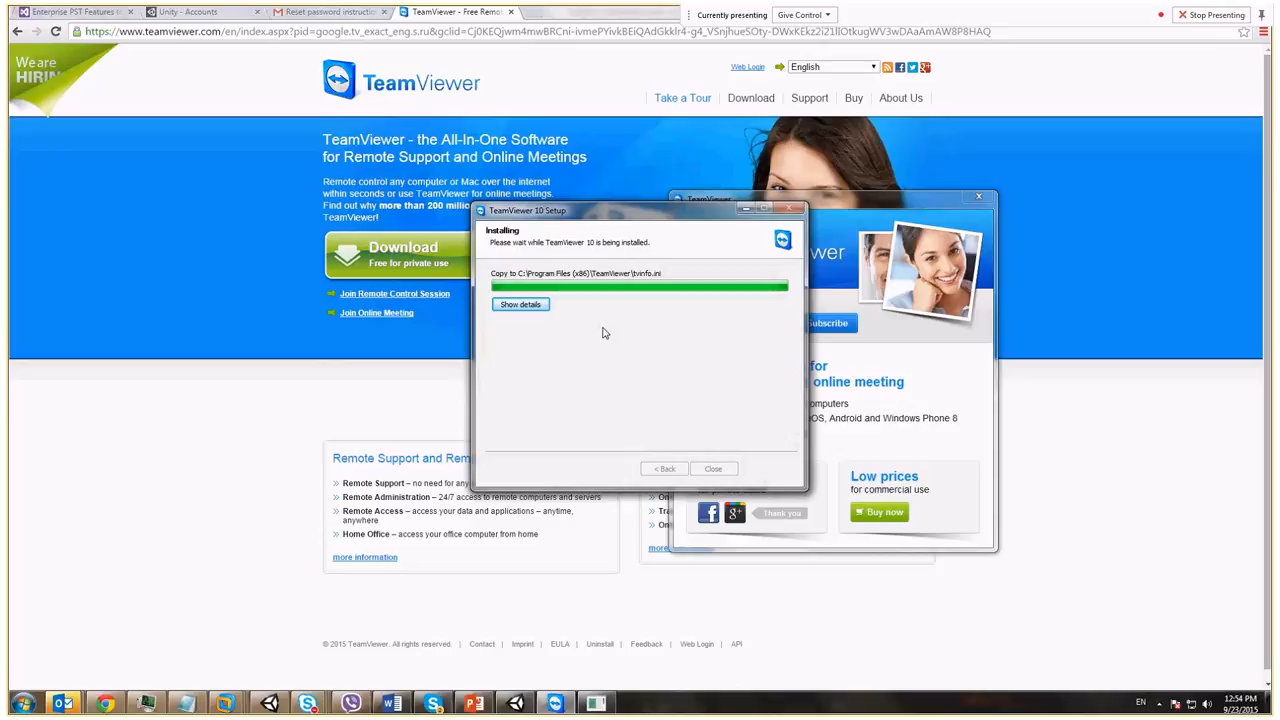 Enterprise PST Features to
Unity - Accounts
Reset password instruction
TeamViewer - Free Remo
Currently presenting
Give Control
Stop Presenting
https://www.teamviewer.com/en/index.aspx?pid=google.tv_exact_eng.s.ru&gclid=
We are
HIRIN
TeamViewer
Web Login
English
Take a Tour
Download
Support
Buy
About Us
TeamViewer - the All-In-One Software
for Remote Support and Online Meetings
Remote control any computer or Mac over the internet
within seconds or use TeamViewer for online meetings.
Find out why more than 200 millio
TeamViewer!
Download
Free for private use
Join Remote Control Session
Join Online Meeting
TeamViewer
wer
ubscribe
for
online meeting
omputers
OS, Android and Windows Phone 8
Low prices
for commercial use
Buy now
Thank you
TeamViewer 10 Setup
Installing
Please wait while TeamViewer 10 is being installed.
Copy to C:\Program Files (x86)\TeamViewer\tvinfo.ini
Show details
< Back
Close
Remote Support and Rem
Remote Support – no need for any
Remote Administration – 24/7 access to remote computers and servers
Remote Access – access your data and applications – anytime,
anywhere
Home Office – access your office computer from home
more information
On
Tra
On
more
© 2015 TeamViewer. All rights reserved. | Contact | Imprint | EULA | Uninstall | Feedback | Web Login | API
EN
12:54 PM
9/23/2015